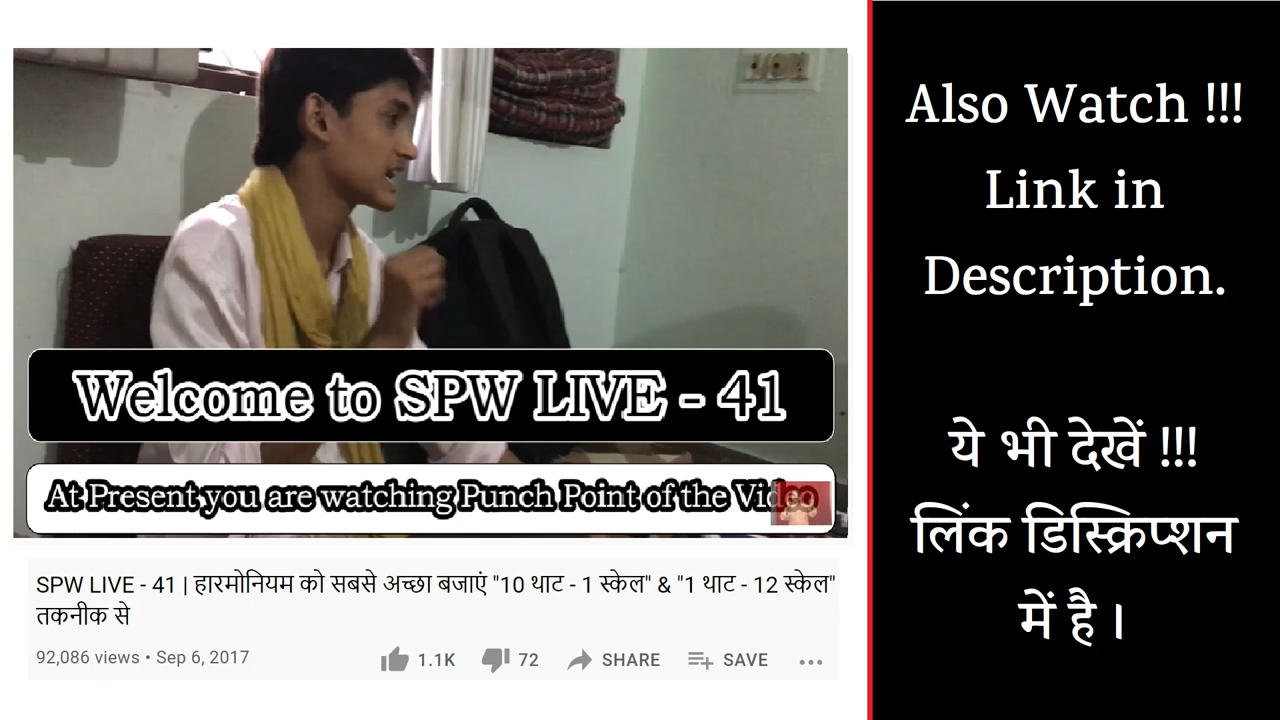 Welcome to SPW LIVE - 41
At Present you are watching Punch Point of the Video
SPW LIVE - 41 | हारमोनियम को सबसे अच्छा बजाएं "10 थाट - 1 स्केल" & "1 थाट - 12 स्केल"
तकनीक से
92,086 views • Sep 6, 2017
1.1K
72
SHARE
SAVE
Also Watch !!!
Link in
Description.
ये भी देखें !!!
लिंक डिस्क्रिप्शन
में है ।